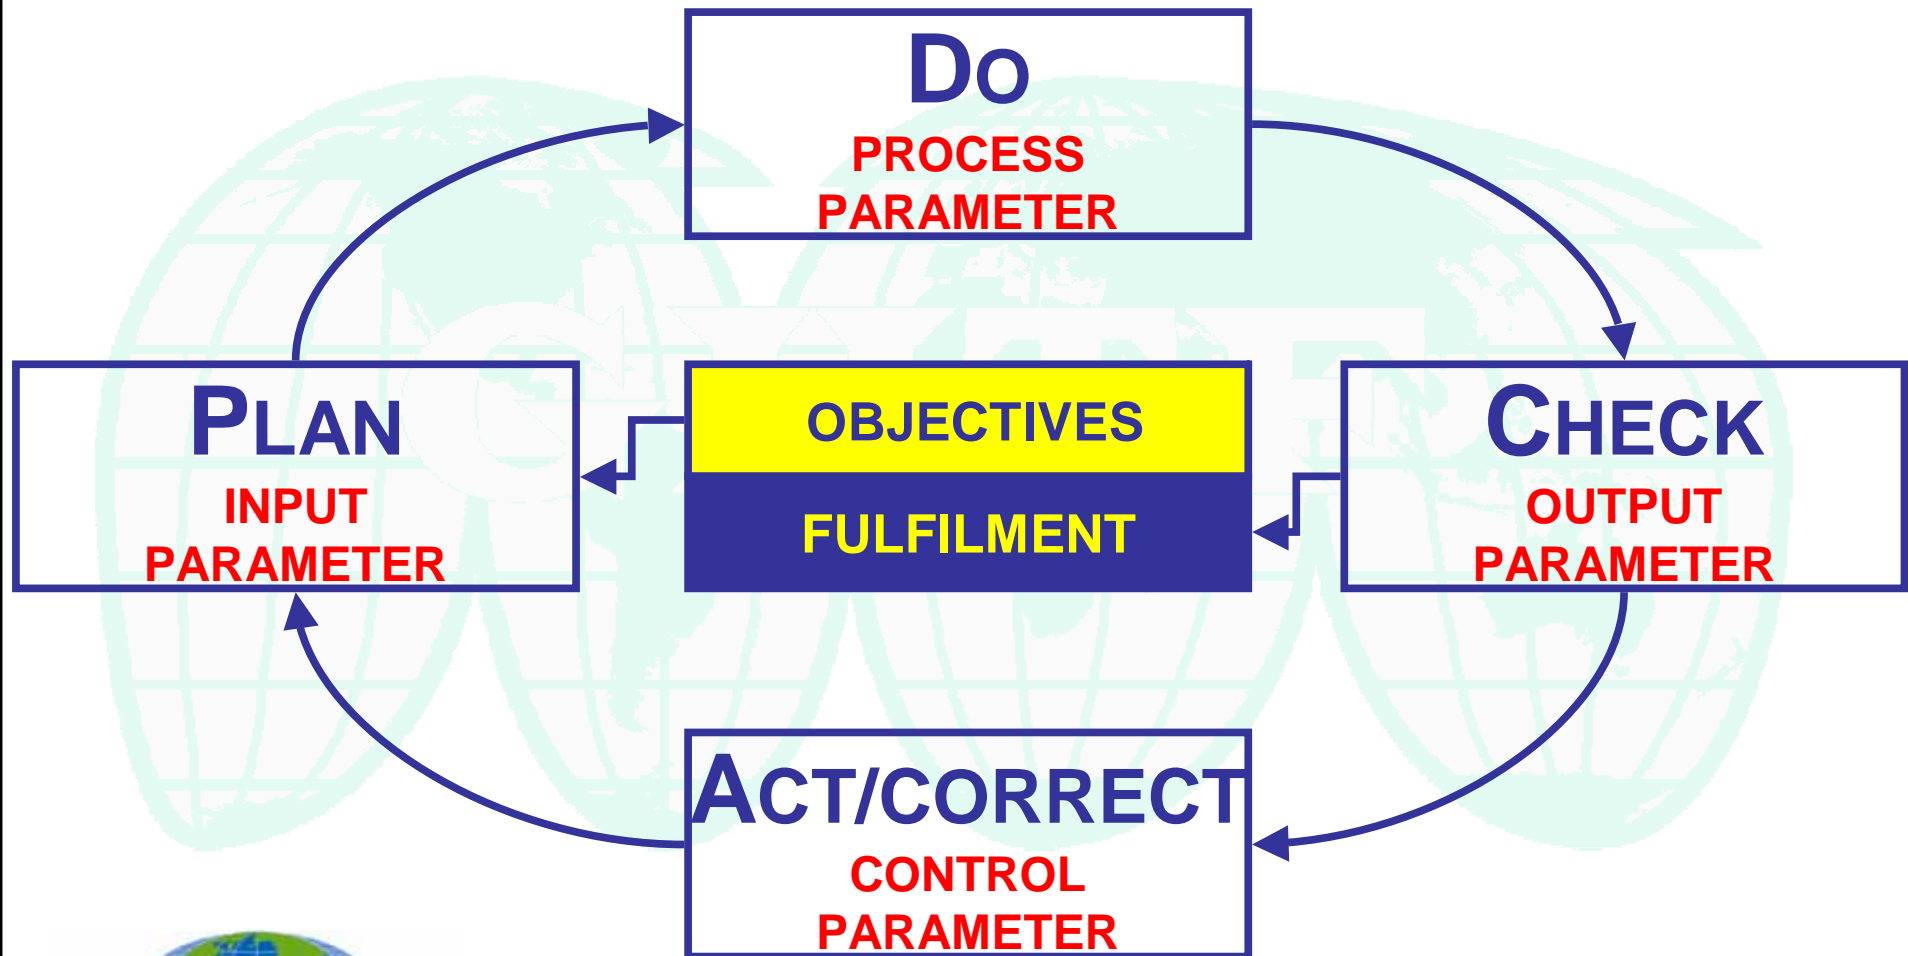 DO
PROCESS
PARAMETER
PLAN
INPUT
PARAMETER
OBJECTIVES
FULFILMENT
CHECK
OUTPUT
PARAMETER
ACT/CORRECT
CONTROL
PARAMETER